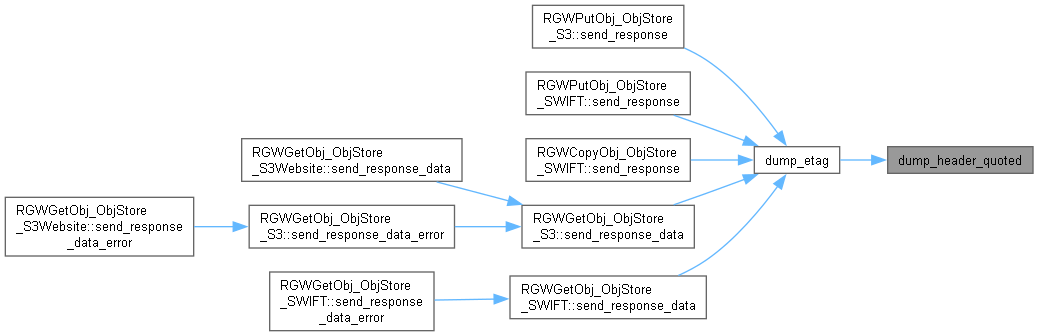 RGWPutObj_ObjStore
_S3::send_response
RGWPutObj_ObjStore
_SWIFT::send_response
RGWGetObj_ObjStore
_S3Website::send_response_data
RGWCopyObj_ObjStore
_SWIFT::send_response
dump_etag
dump_header_quoted
RGWGetObj_ObjStore
_S3Website::send_response
_data_error
RGWGetObj_ObjStore
_S3::send_response_data_error
RGWGetObj_ObjStore
_S3::send_response_data
RGWGetObj_ObjStore
_SWIFT::send_response
_data_error
RGWGetObj_ObjStore
_SWIFT::send_response_data